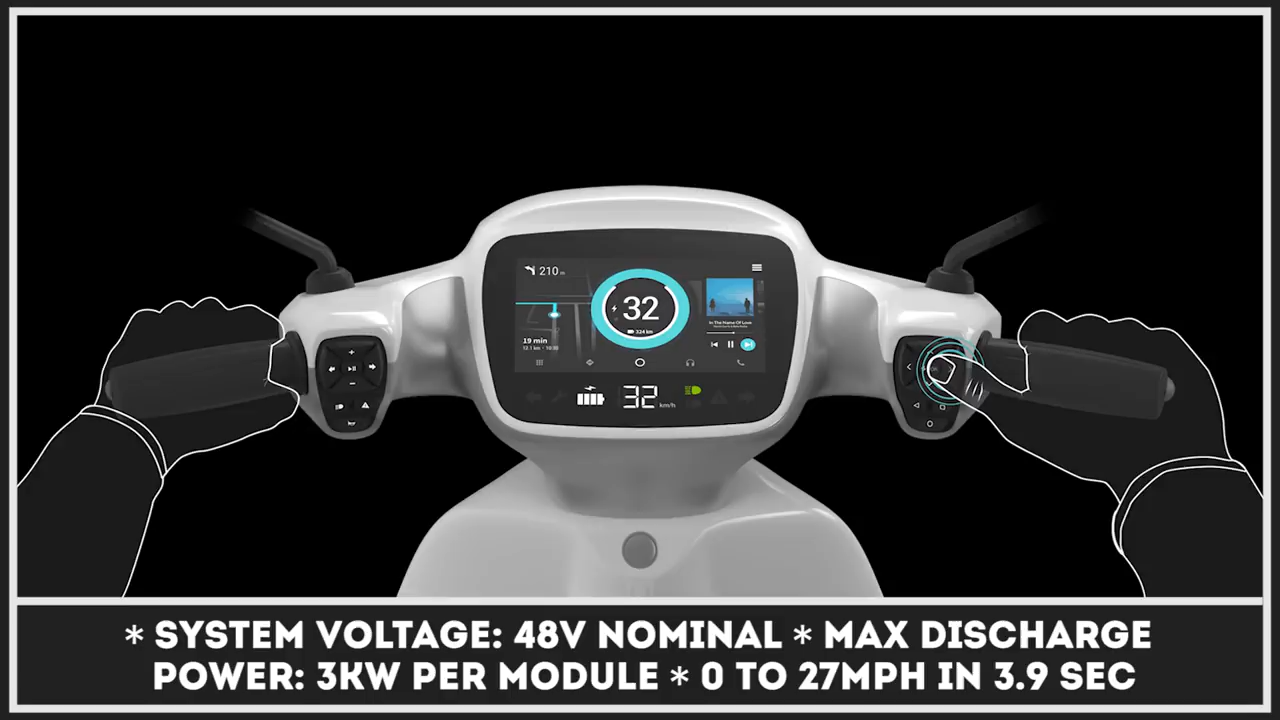 210 m
32
324 km
19 min
In The Name Of Love
32 km/h
* SYSTEM VOLTAGE: 48V NOMINAL * MAX DISCHARGE
POWER: 3KW PER MODULE * 0 TO 27MPH IN 3.9 SEC